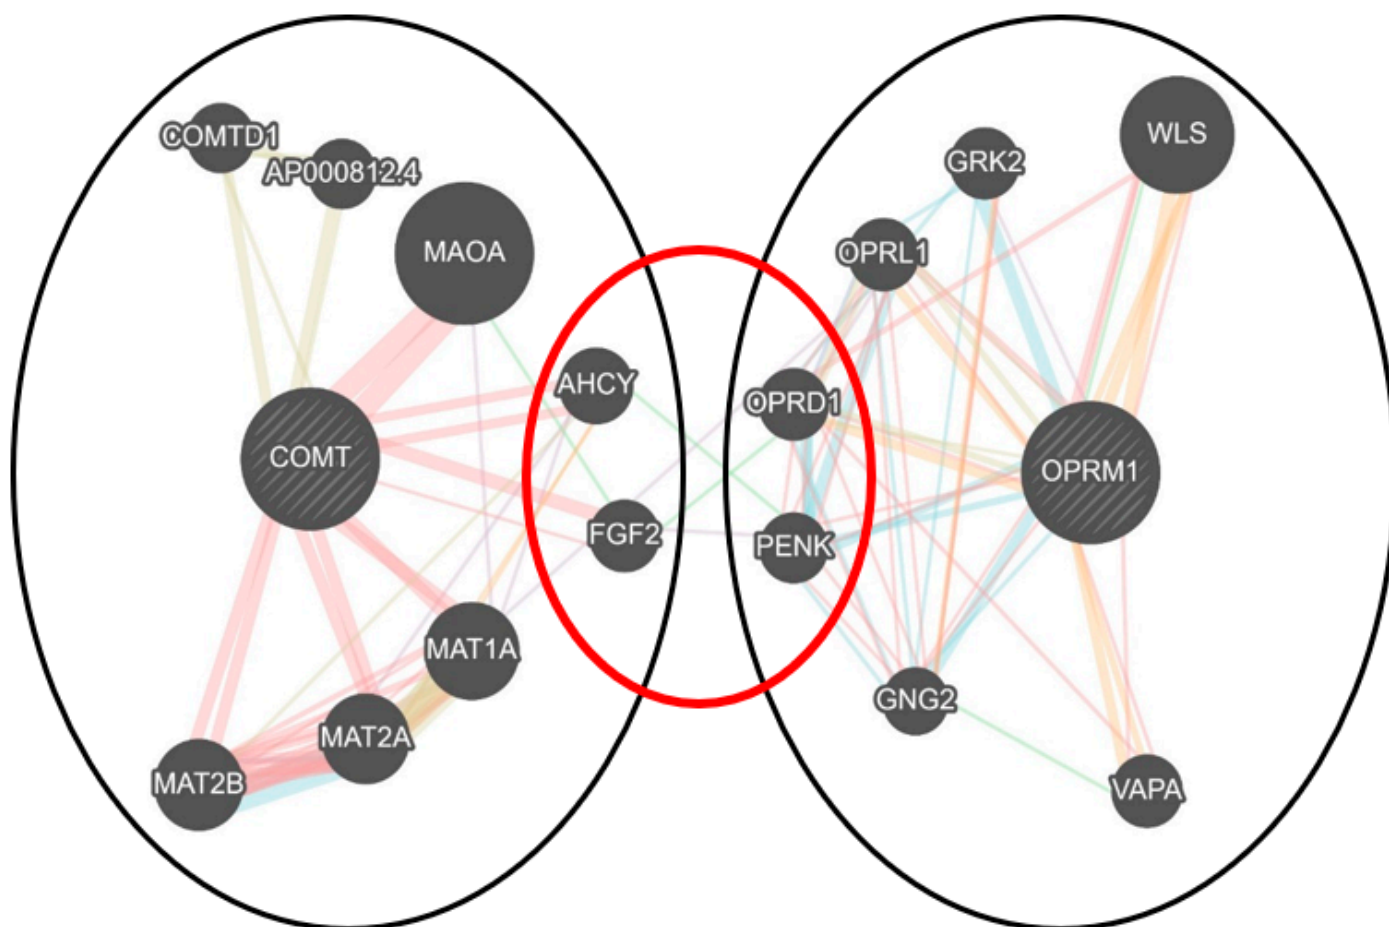 COMTD1
AP000812.4
MAOA
AHCY
COMT
FGF2
MAT1A
MAT2A
MAT2B
WLS
GRK2
OPRL1
OPRD1
OPRM1
PENK
GNG2
VAPA